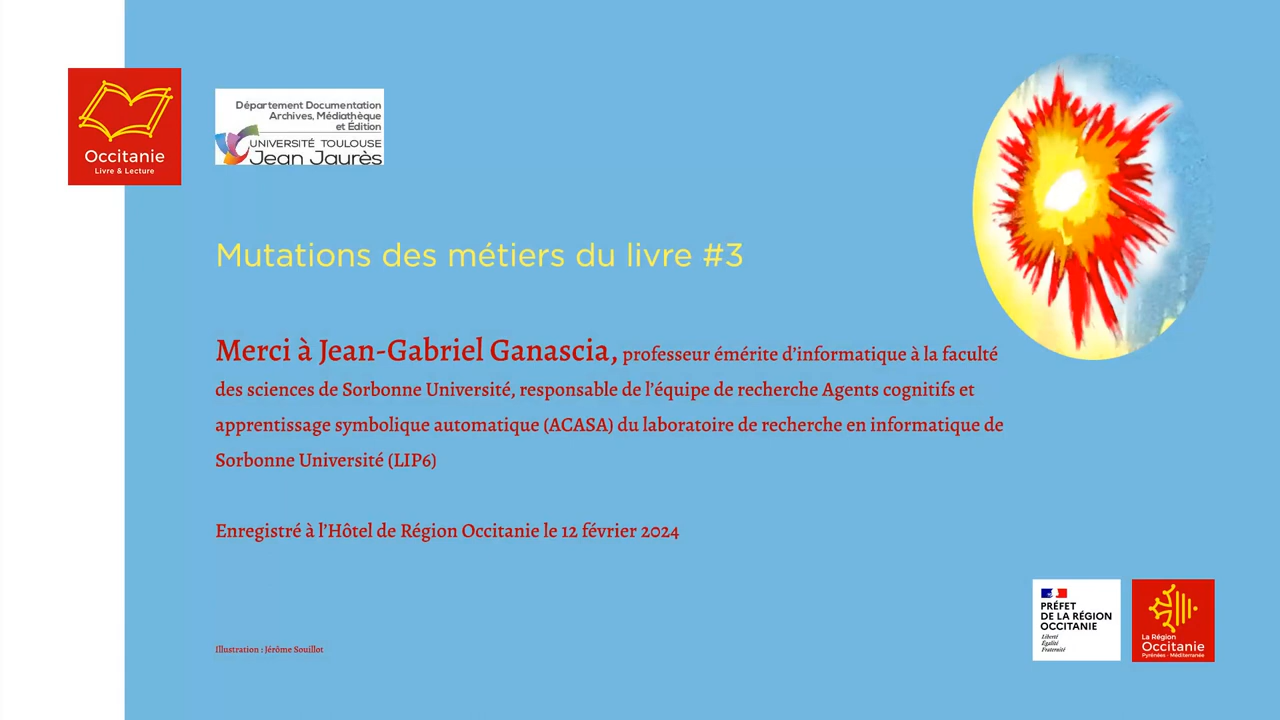 Occitanie
Livre & Lecture
Département Documentation
Archives, Médiathèque
et Édition
UNIVERSITÉ TOULOUSE
Jean Jaurès
Mutations des métiers du livre #3
Merci à Jean-Gabriel Ganascia, professeur émérite d’informatique à la faculté
des sciences de Sorbonne Université, responsable de l’équipe de recherche Agents cognitifs et
apprentissage symbolique automatique (ACASA) du laboratoire de recherche en informatique de
Sorbonne Université (LIP6)
Enregistré à l’Hôtel de Région Occitanie le 12 février 2024
Illustration : Jérôme Souillot
PRÉFET
DE LA RÉGION
OCCITANIE
Liberté
Égalité
Fraternité
La Région
Occitanie
Pyrénées - Méditerranée